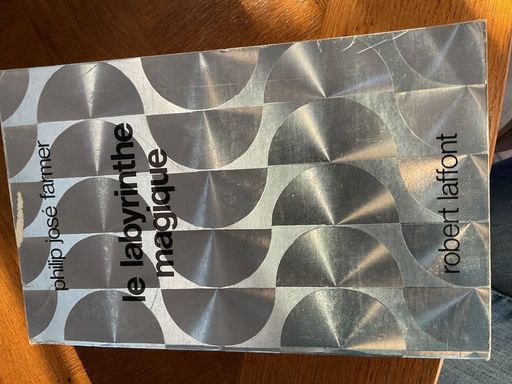 philip josé farmer
le labyrinthe
magique
robert laffont